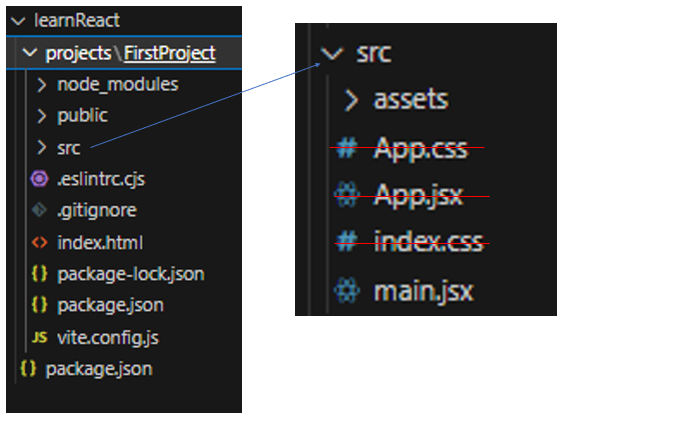 learnReact
projects\FirstProject
node_modules
public
src
.eslintrc.cjs
.gitignore
index.html
package-lock.json
package.json
JS vite.config.js
package.json
src
assets
# App.css
App.jsx
# index.css
main.jsx